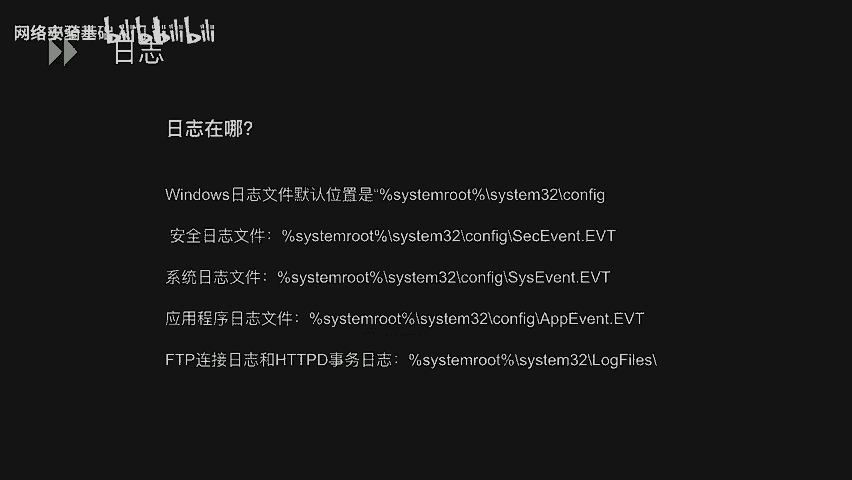 网络安全基础入门
bilibili
日志
日志在哪?
Windows日志文件默认位置是“%systemroot%\system32\config
安全日志文件：%systemroot%\system32\config\SecEvent.EVT
系统日志文件：%systemroot%\system32\config\SysEvent.EVT
应用程序日志文件：%systemroot%\system32\config\AppEvent.EVT
FTP连接日志和HTTPD事务日志：%systemroot%\system32\LogFiles\